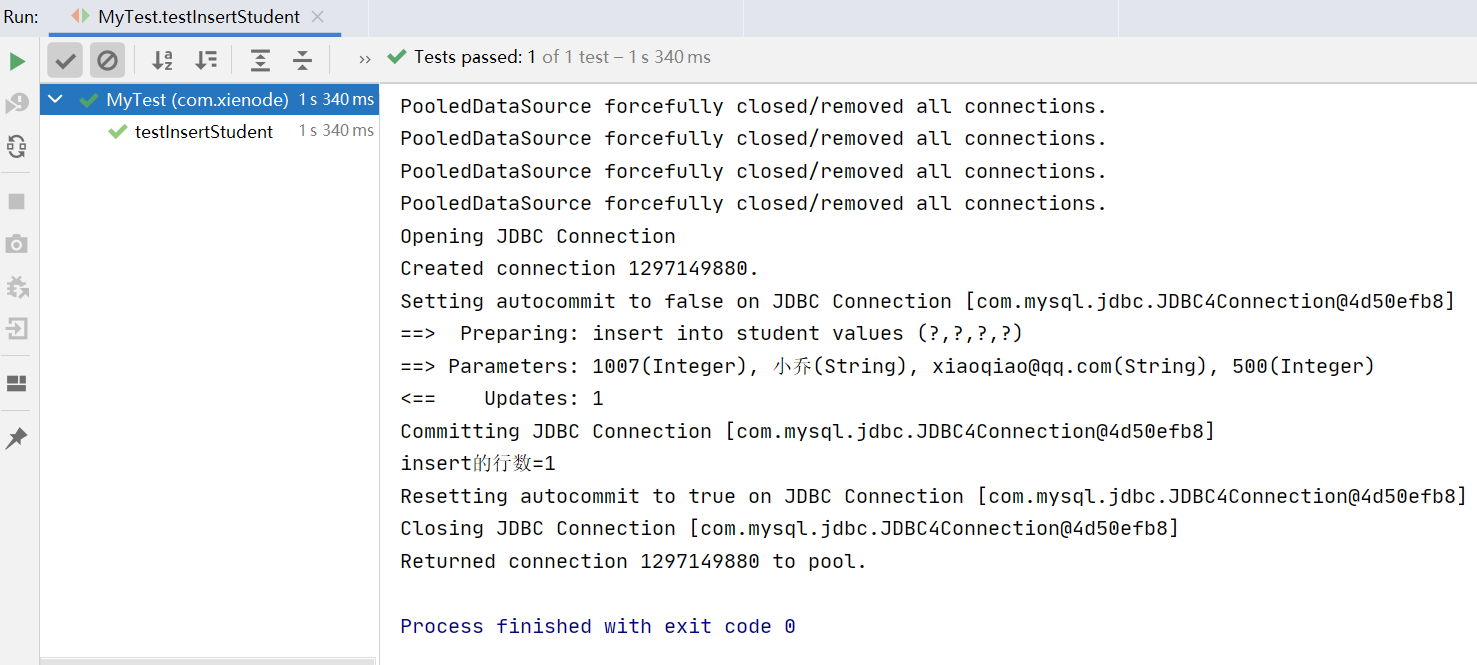 Run: MyTest.testInsertStudent
Tests passed: 1 of 1 test – 1 s 340 ms
MyTest (com.xienode) 1 s 340 ms
testInsertStudent 1 s 340 ms
PooledDataSource forcefully closed/removed all connections.
PooledDataSource forcefully closed/removed all connections.
PooledDataSource forcefully closed/removed all connections.
PooledDataSource forcefully closed/removed all connections.
Opening JDBC Connection
Created connection 1297149880.
Setting autocommit to false on JDBC Connection [com.mysql.jdbc.JDBC4Connection@4d50efb8]
==>  Preparing: insert into student values (?,?,?,?)
==> Parameters: 1007(Integer), 小乔(String), xiaoqiao@qq.com(String), 500(Integer)
<==    Updates: 1
Committing JDBC Connection [com.mysql.jdbc.JDBC4Connection@4d50efb8]
insert的行数=1
Resetting autocommit to true on JDBC Connection [com.mysql.jdbc.JDBC4Connection@4d50efb8]
Closing JDBC Connection [com.mysql.jdbc.JDBC4Connection@4d50efb8]
Returned connection 1297149880 to pool.
Process finished with exit code 0